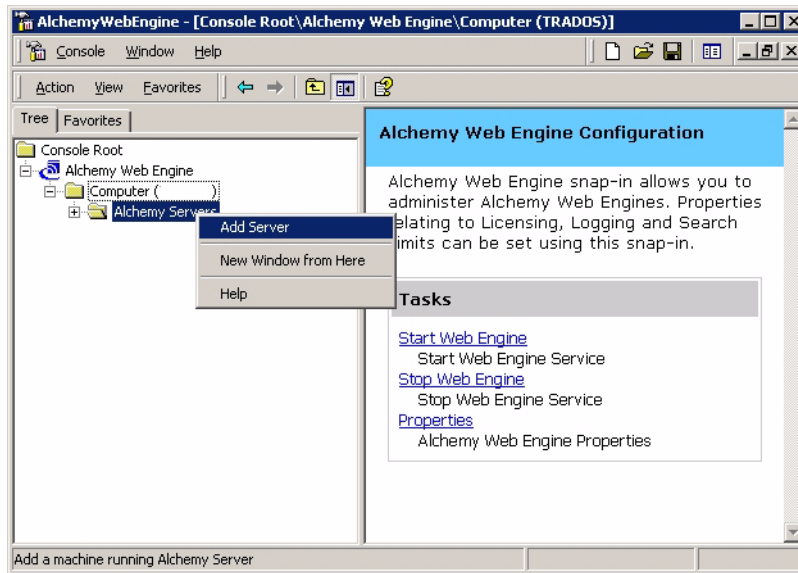 AlchemyWebEngine - [Console Root\Alchemy Web Engine\Computer (TRADOS)]
Console Window Help
Action View Favorites
Tree Favorites
Console Root
Alchemy Web Engine
Computer ( )
Alchemy Servers
Add Server
New Window from Here
Help
Alchemy Web Engine Configuration
Alchemy Web Engine snap-in allows you to
administer Alchemy Web Engines. Properties
relating to Licensing, Logging and Search
limits can be set using this snap-in.
Tasks
Start Web Engine
Start Web Engine Service
Stop Web Engine
Stop Web Engine Service
Properties
Alchemy Web Engine Properties
Add a machine running Alchemy Server